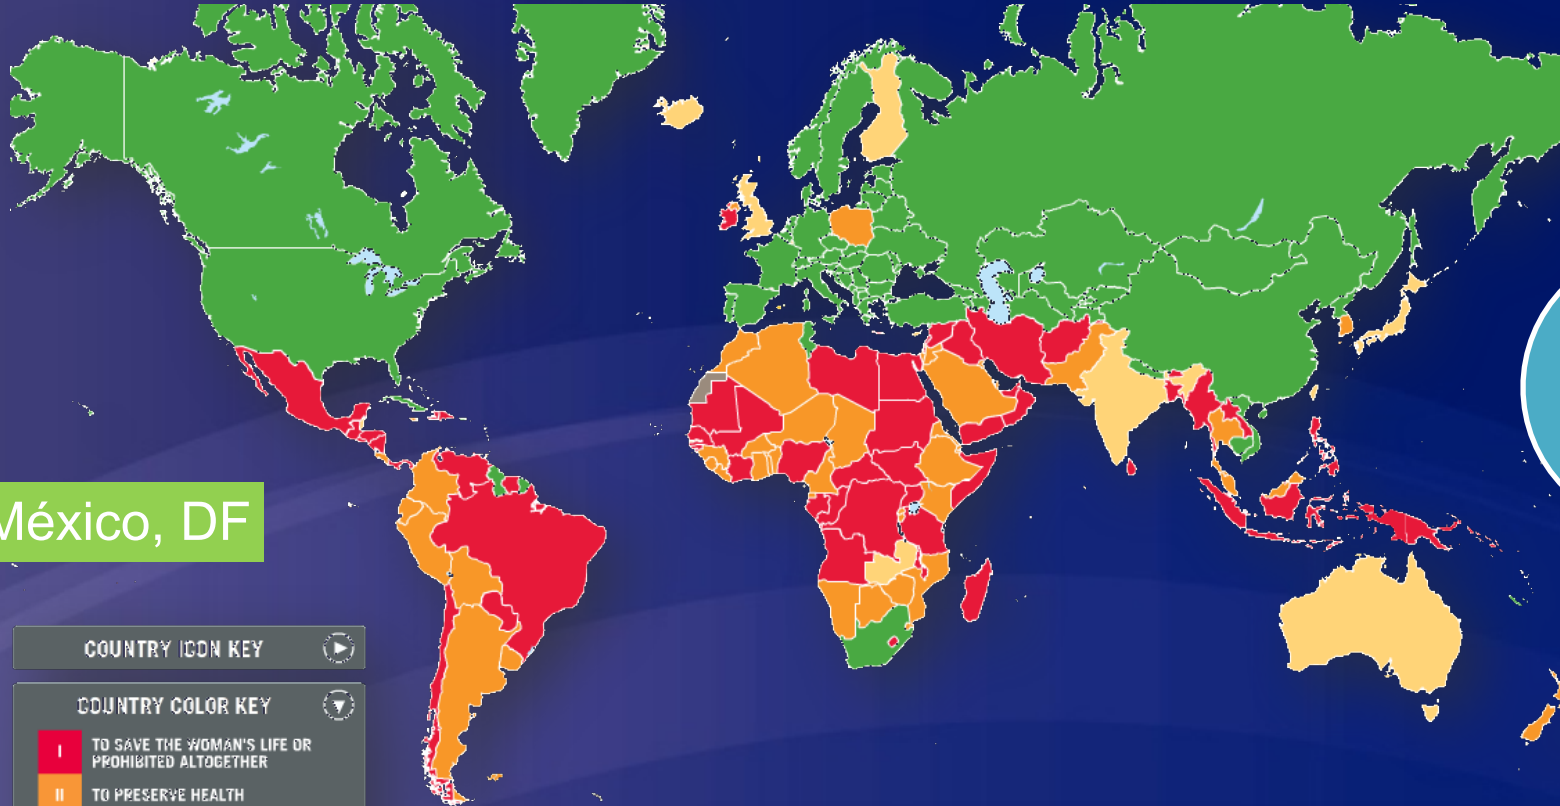 México, DF
COUNTRY ICON KEY
COUNTRY COLOR KEY
I
TO SAVE THE WOMAN'S LIFE OR
PROHIBITED ALTOGETHER
II
TO PRESERVE HEALTH